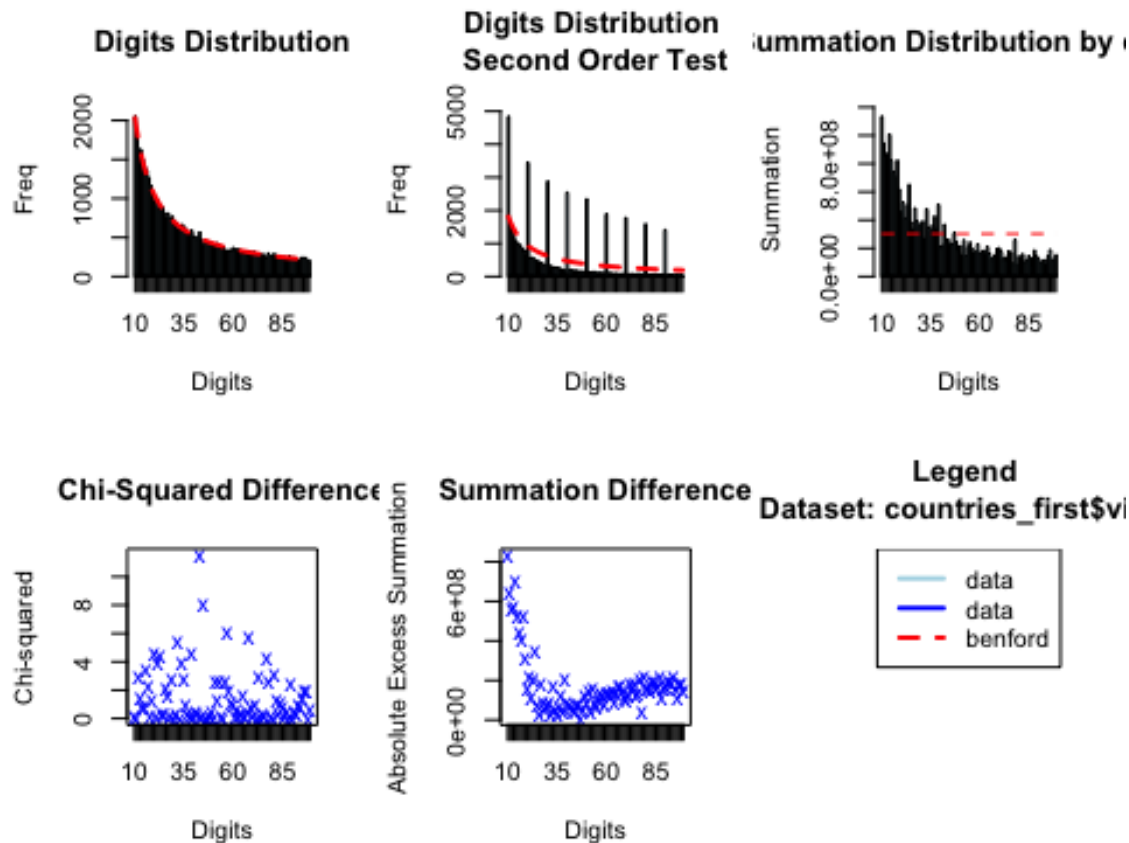 Digits Distribution
Freq
2000
1000
0
10 35 60 85
Digits
Digits Distribution
Second Order Test
Freq
5000
2000
0
10 35 60 85
Digits
Summation Distribution by
Summation
8.0e+08
0.0e+00
10 35 60 85
Digits
Chi-Squared Difference
Chi-squared
8
4
0
10 35 60 85
Digits
Summation Difference
Absolute Excess Summation
6e+08
0e+00
10 35 60 85
Digits
Legend
Dataset: countries_first$vi
data
data
benford